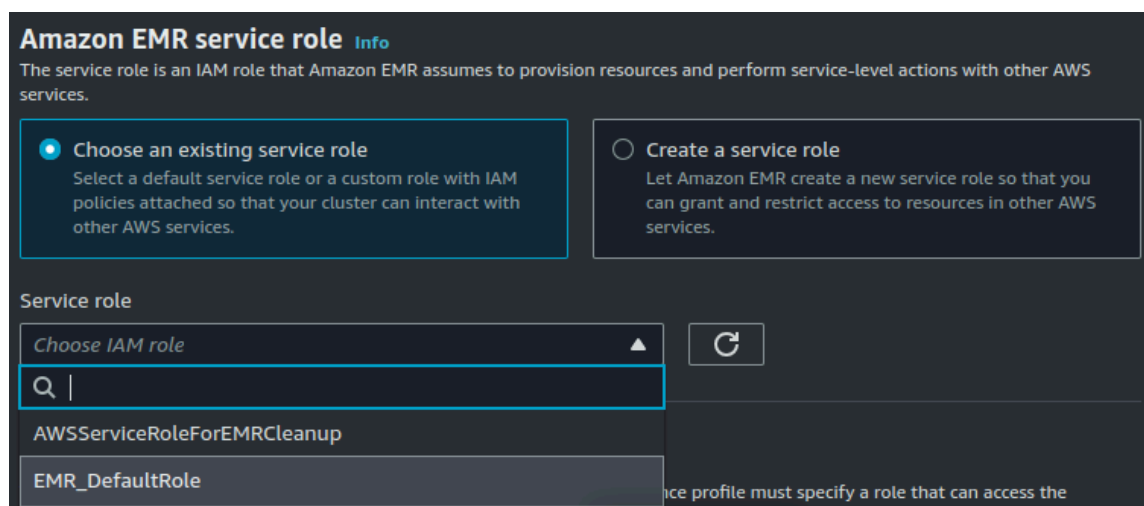 Amazon EMR service role Info
The service role is an IAM role that Amazon EMR assumes to provision resources and perform service-level actions with other AWS
services.
Choose an existing service role
Select a default service role or a custom role with IAM
policies attached so that your cluster can interact with
other AWS services.
Create a service role
Let Amazon EMR create a new service role so that you
can grant and restrict access to resources in other AWS
services.
Service role
Choose IAM role
AWSServiceRoleForEMRCleanup
EMR_DefaultRole
nce profile must specify a role that can access the